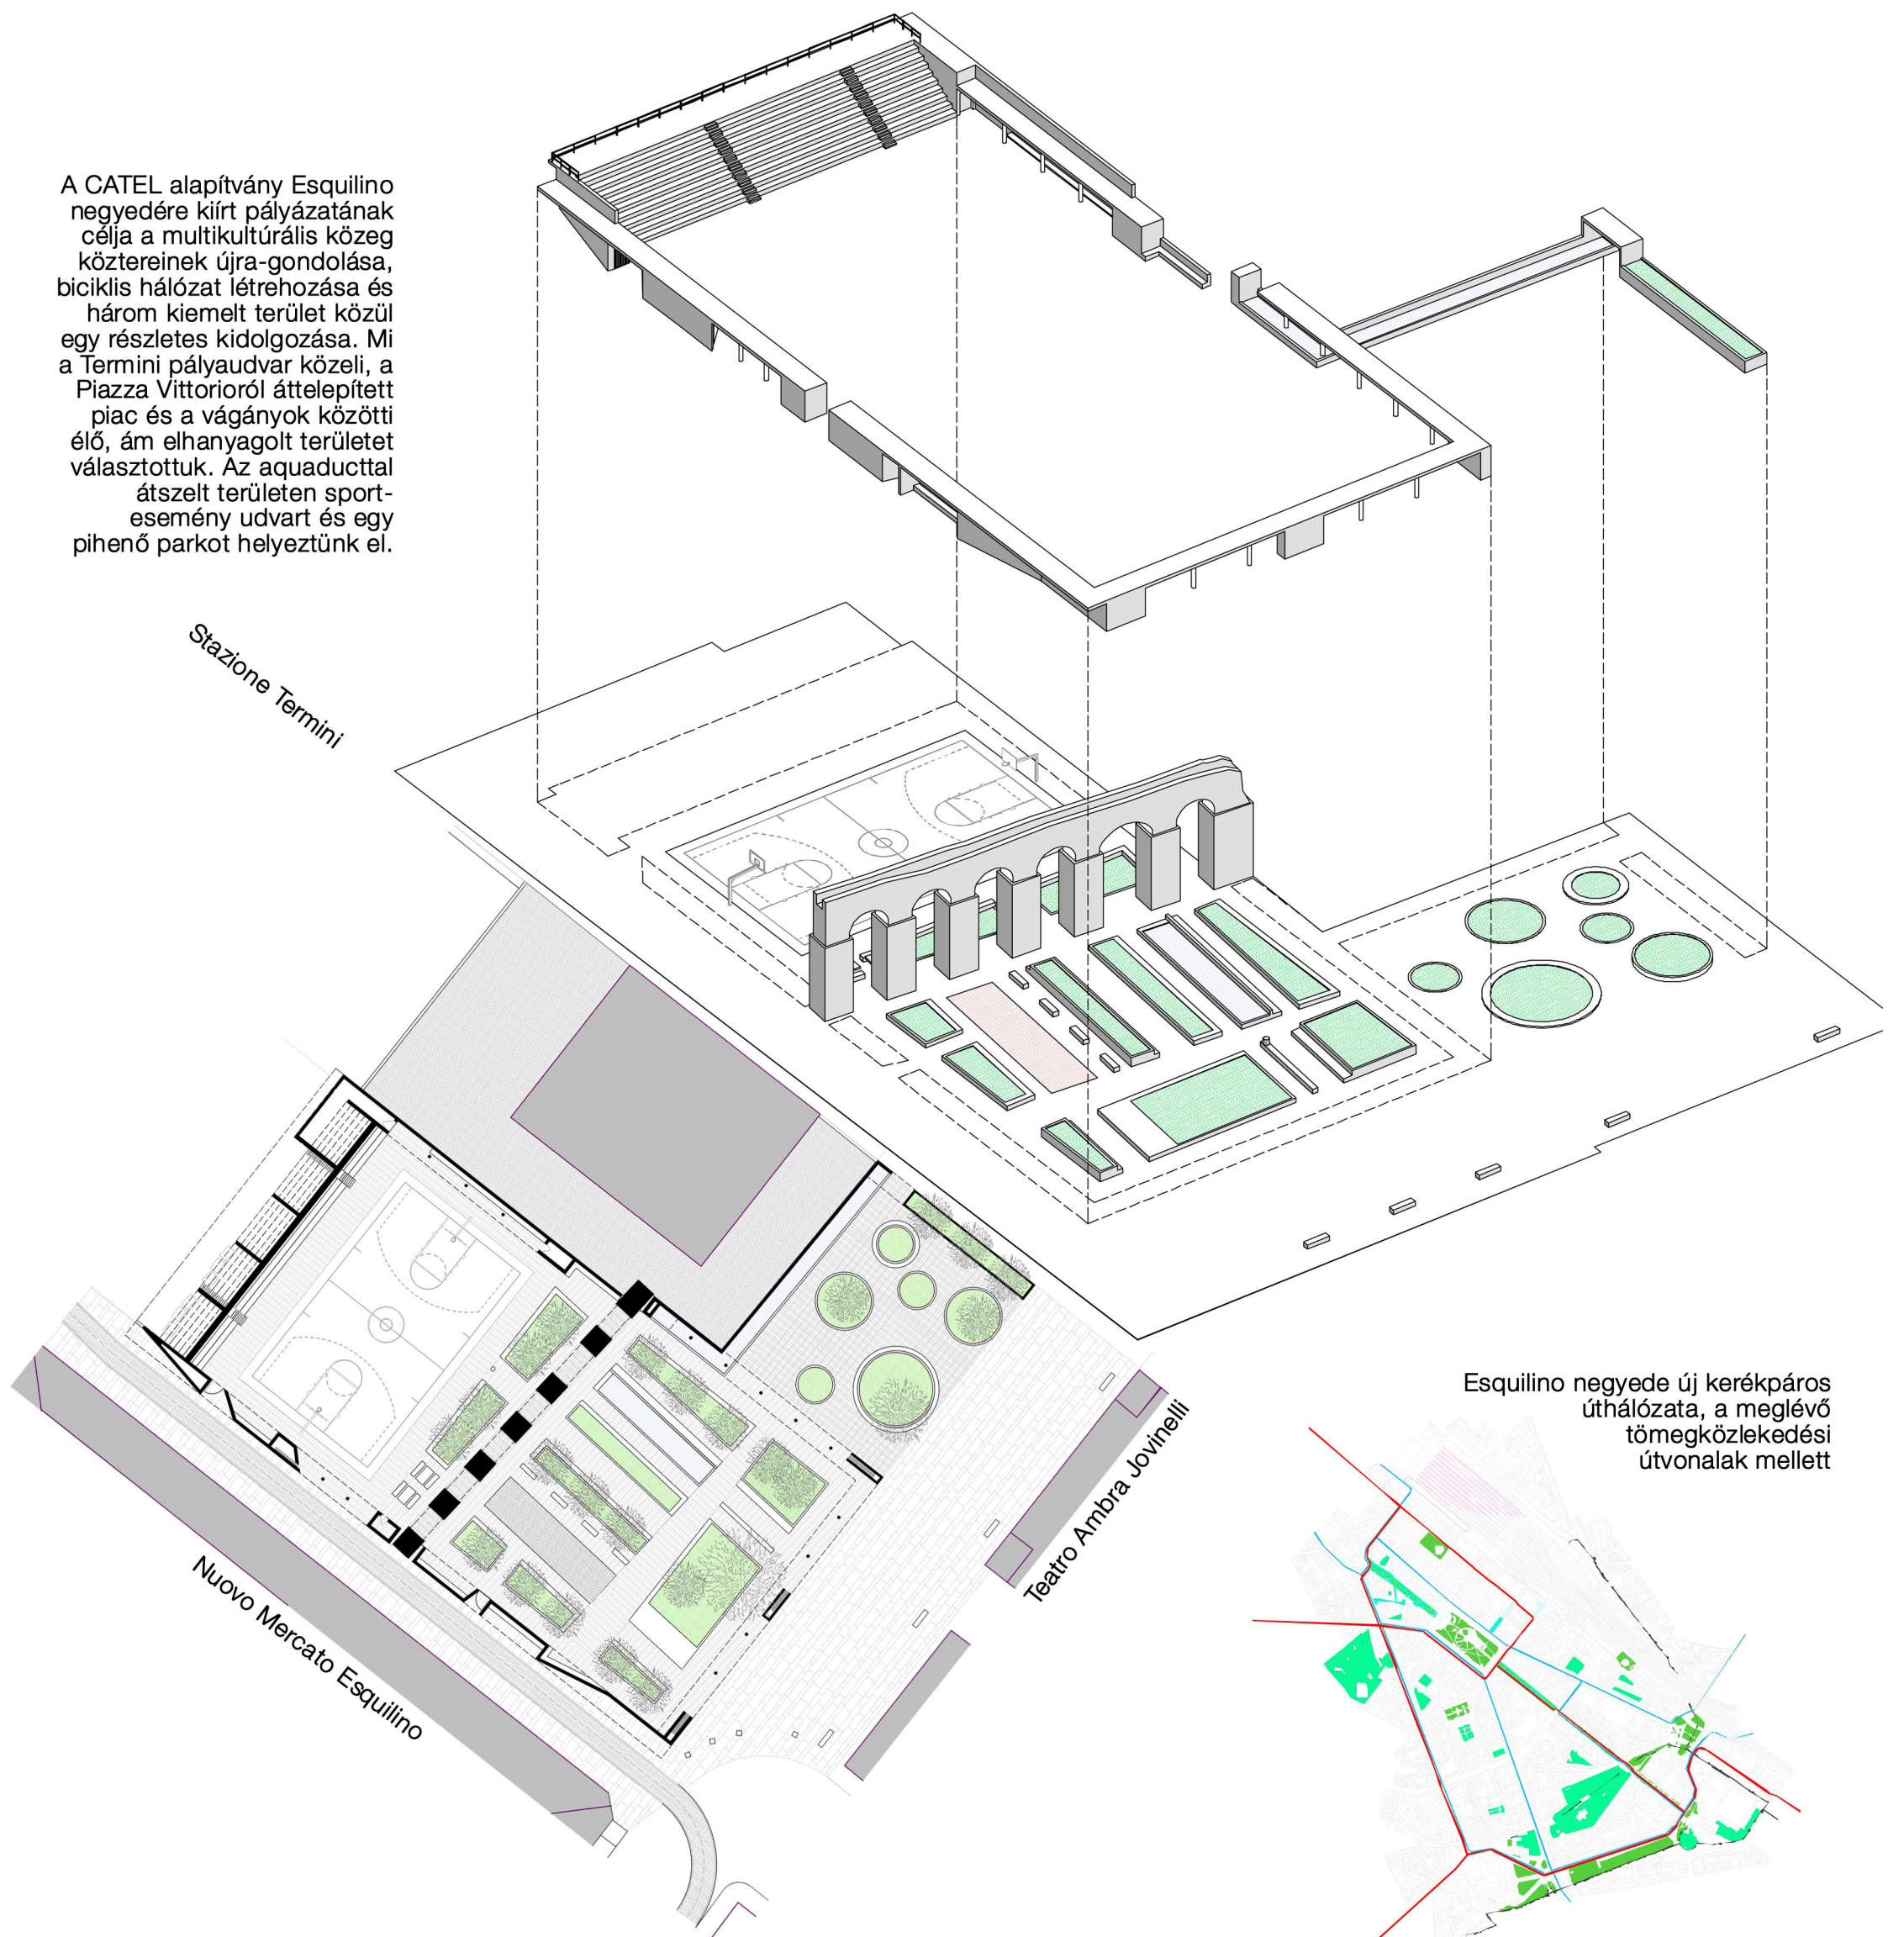 A CATEL alapítvány Esquilino
negyedére kiírt pályázatának
célja a multikultúrális közeg
köztereinek újra-gondolása,
biciklis hálózat létrehozása és
három kiemelt terület közül
egy részletes kidolgozása. Mi
a Termini pályaudvar közeli, a
Piazza Vittorioról áttelepített
piac és a vágányok közötti
élő, ám elhanyagolt területet
választottuk. Az aquaducttal
átszelt területen sport-
esemény udvart és egy
pihenő parkot helyeztünk el.
Stazione Termini
Nuovo Mercato Esquilino
Teatro Ambra Jovinelli
Esquilino negyede új kerékpáros
úthálózata, a meglévő
tömegközlekedési
útvonalak mellett